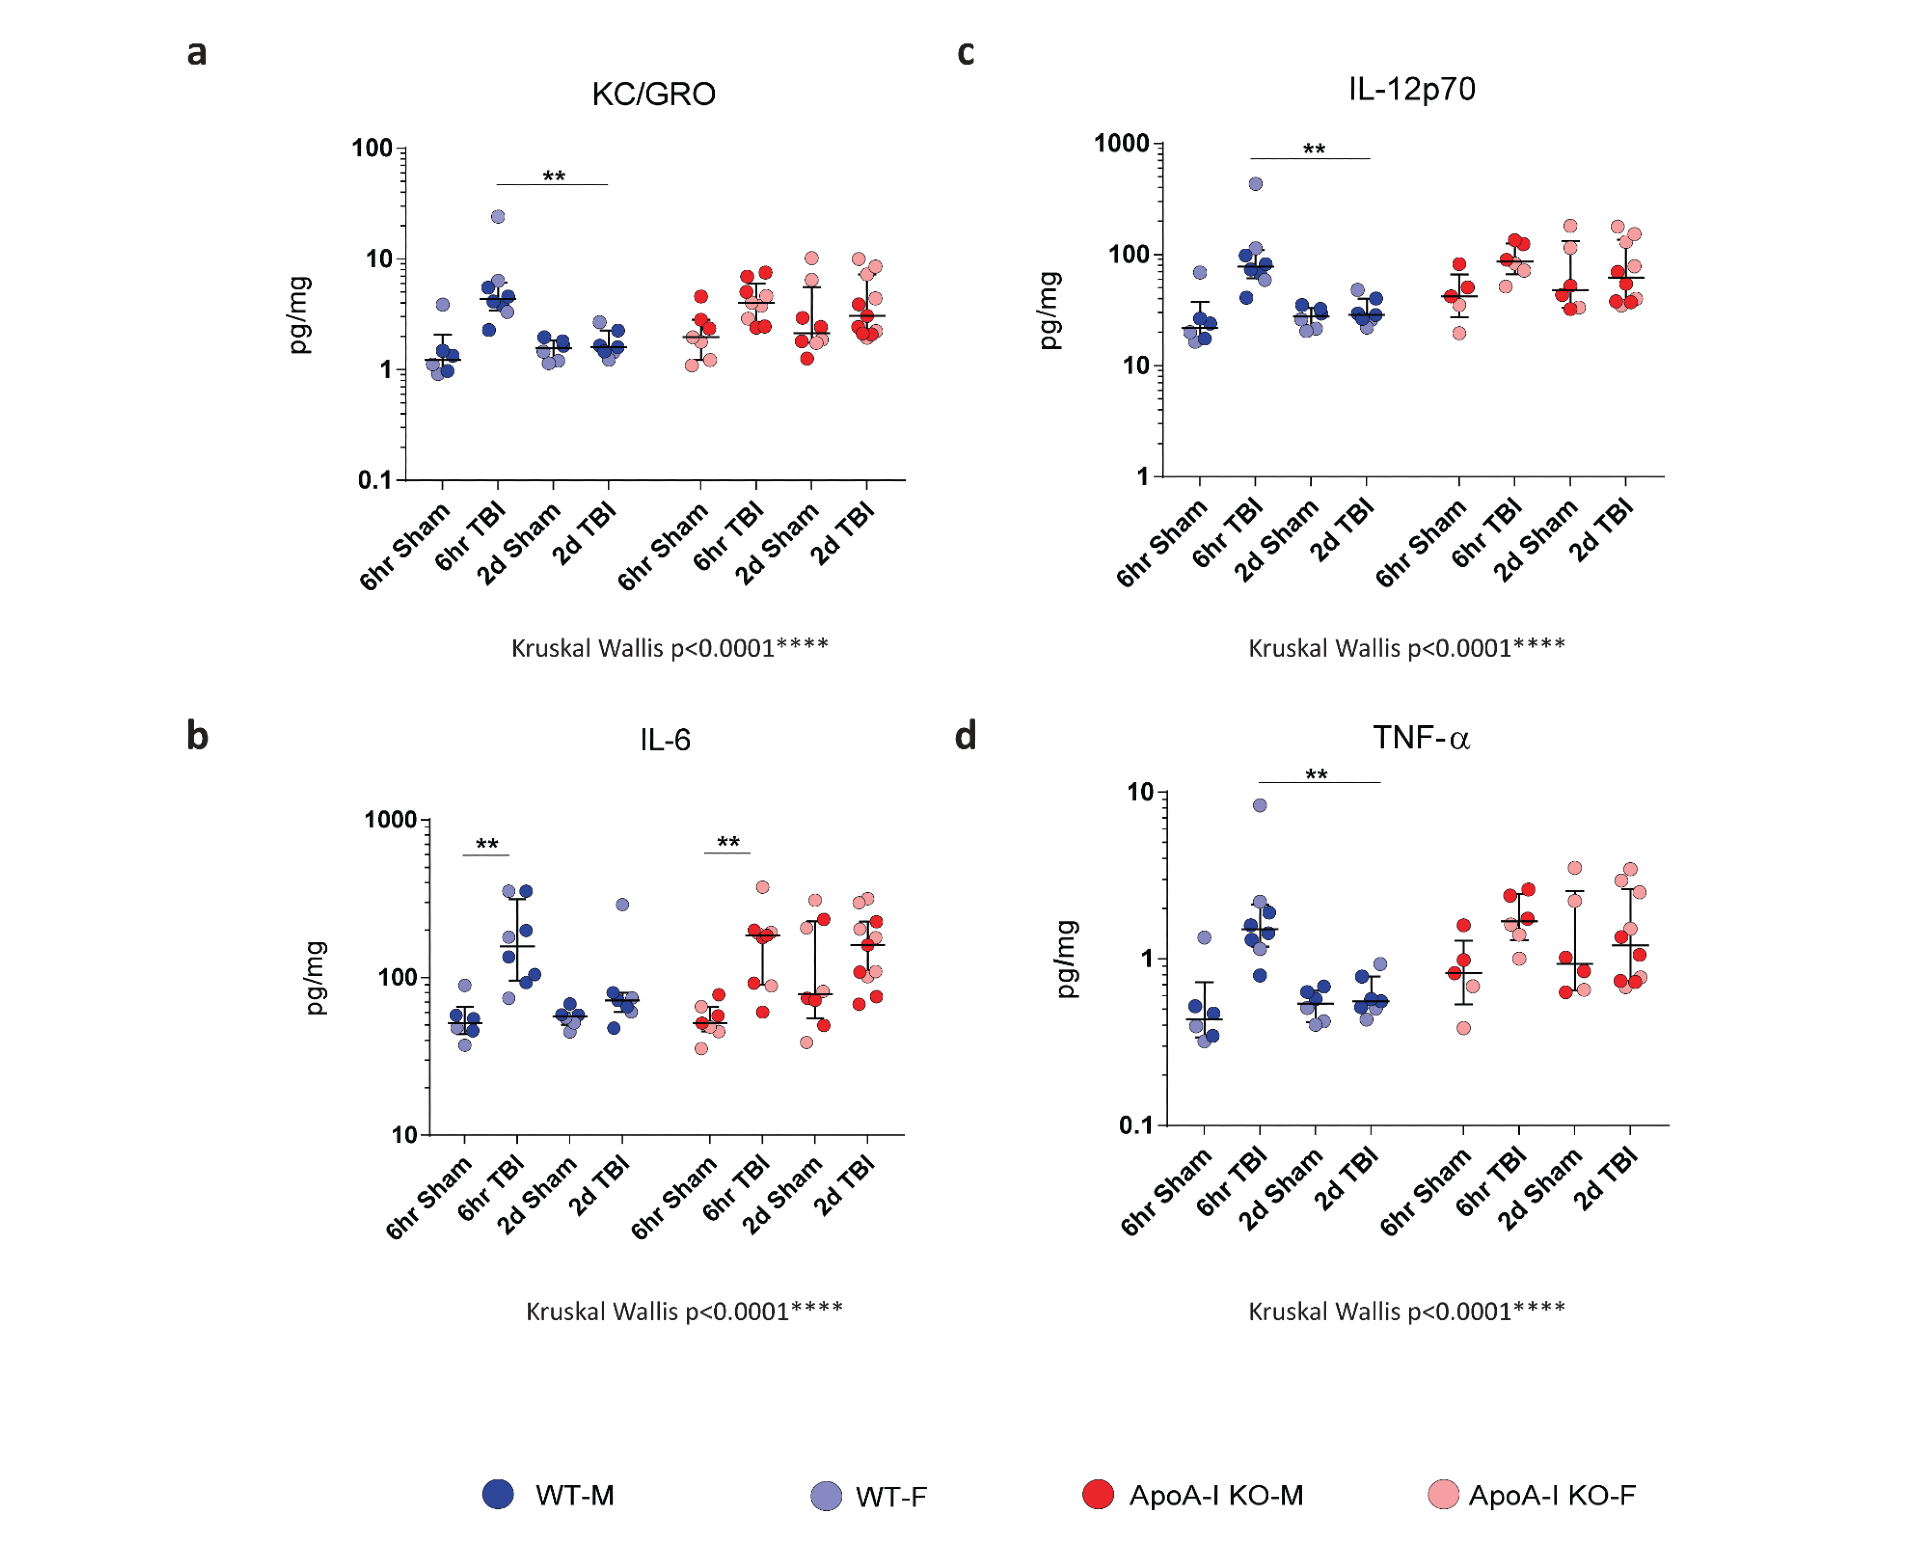 a
KC/GRO
100
10
1
0.1
pg/mg
**
6hr Sham
6hr TBI
2d Sham
2d TBI
6hr Sham
6hr TBI
2d Sham
2d TBI
Kruskal Wallis p<0.0001****
c
IL-12p70
1000
100
10
1
pg/mg
**
6hr Sham
6hr TBI
2d Sham
2d TBI
6hr Sham
6hr TBI
2d Sham
2d TBI
Kruskal Wallis p<0.0001****
b
IL-6
1000
100
10
pg/mg
**
**
6hr Sham
6hr TBI
2d Sham
2d TBI
6hr Sham
6hr TBI
2d Sham
2d TBI
Kruskal Wallis p<0.0001****
d
TNF-α
10
1
0.1
pg/mg
**
6hr Sham
6hr TBI
2d Sham
2d TBI
6hr Sham
6hr TBI
2d Sham
2d TBI
Kruskal Wallis p<0.0001****
WT-M
WT-F
ApoA-I KO-M
ApoA-I KO-F